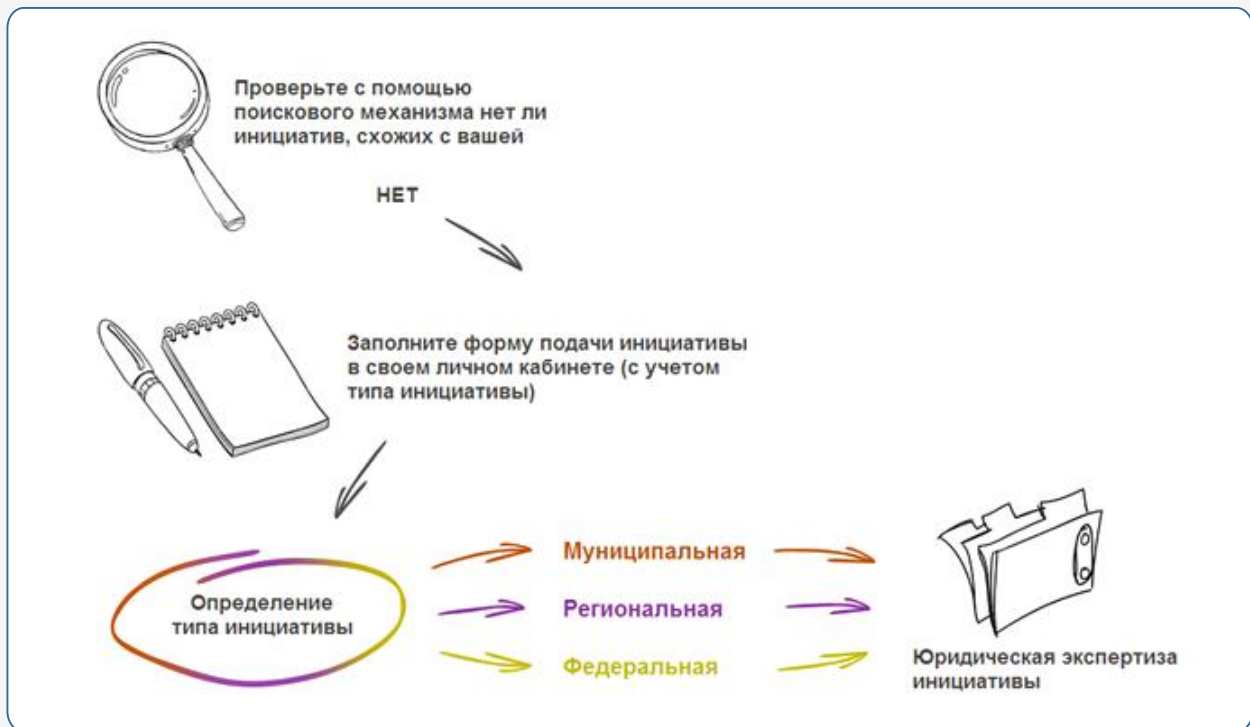 Проверьте с помощью
поискового механизма нет ли
инициатив, схожих с вашей
НЕТ
Заполните форму подачи инициативы
в своем личном кабинете (с учетом
типа инициативы)
Определение
типа инициативы
Муниципальная
Региональная
Федеральная
Юридическая экспертиза
инициативы